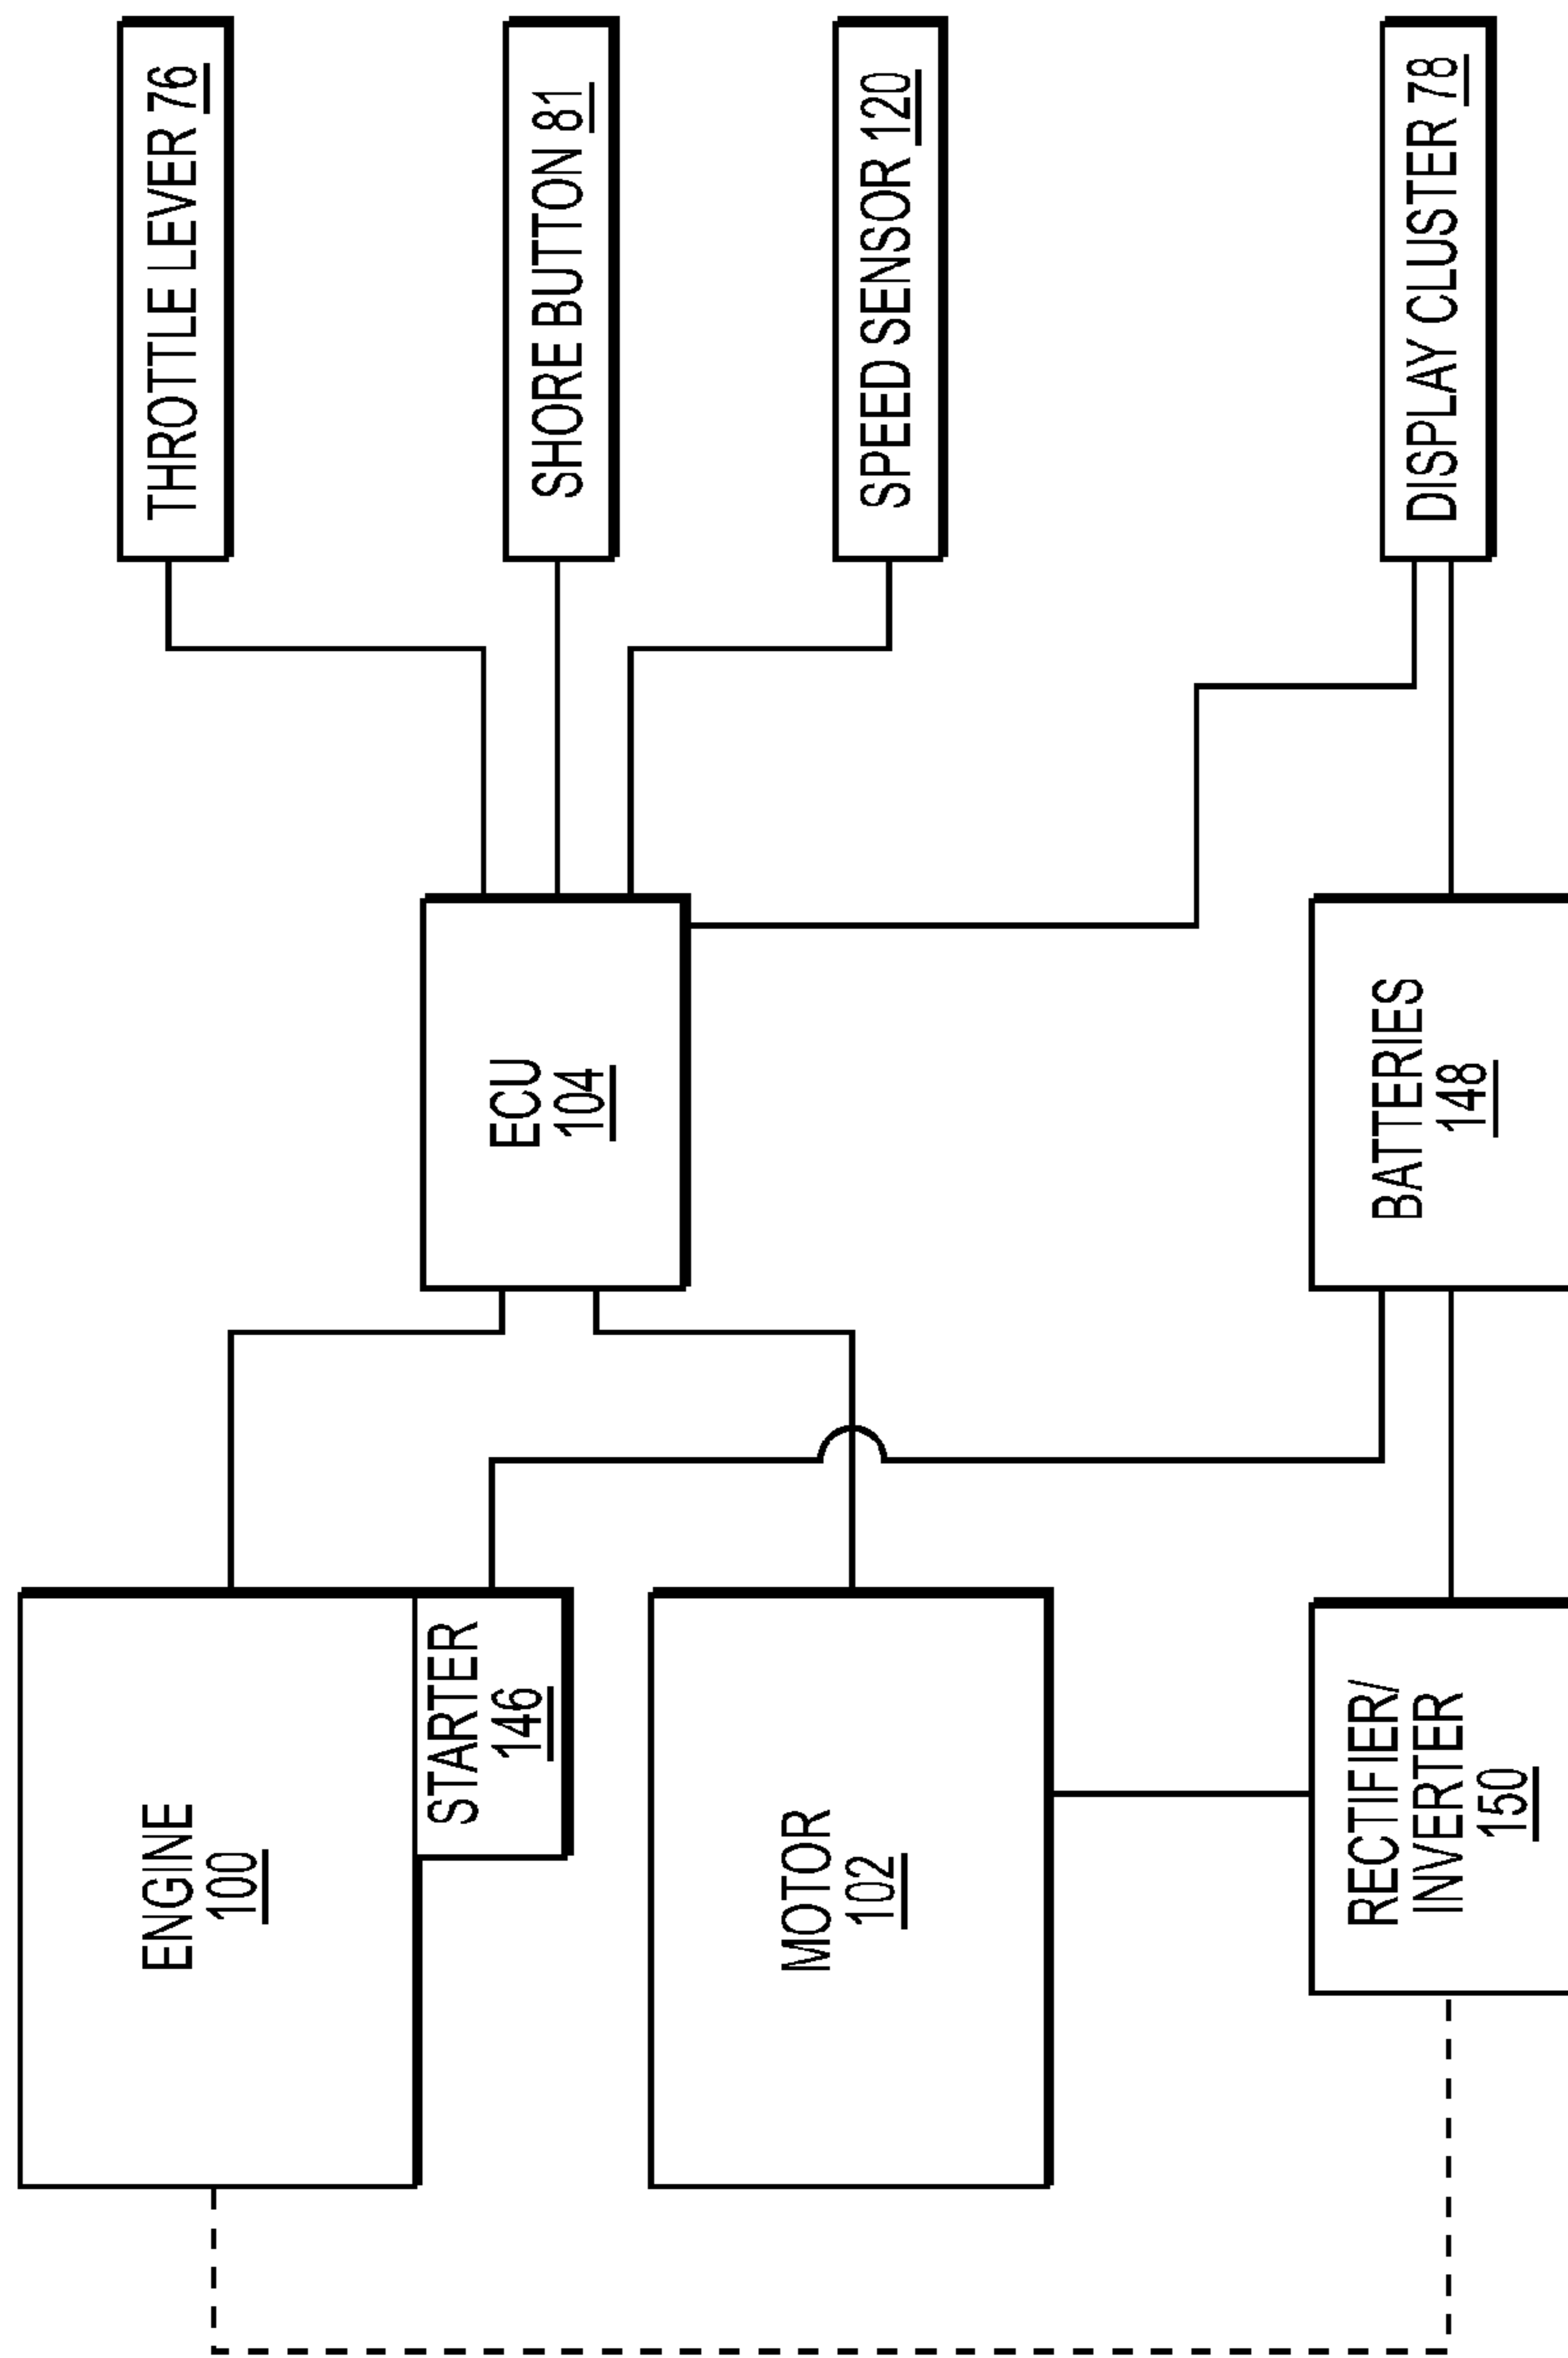 THROTTLE LEVER 76
SHORE BUTTON 81
SPEED SENSOR 120
DISPLAY CLUSTER 78
ECU
104
BATTERIES
148
ENGINE
100
STARTER
146
MOTOR
102
RECTIFIER/
INVERTER
150